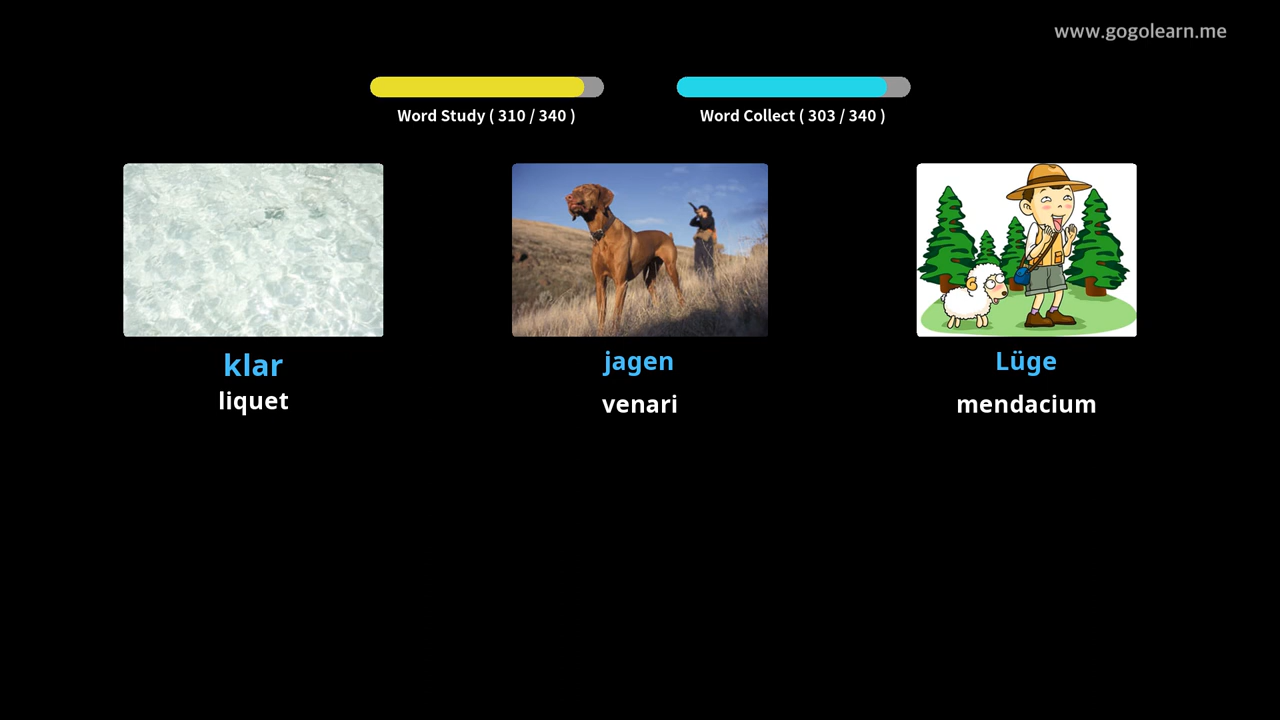 www.gogolearn.me
Word Study ( 310 / 340 )
Word Collect ( 303 / 340 )
klar
liquet
jagen
venari
Lüge
mendacium